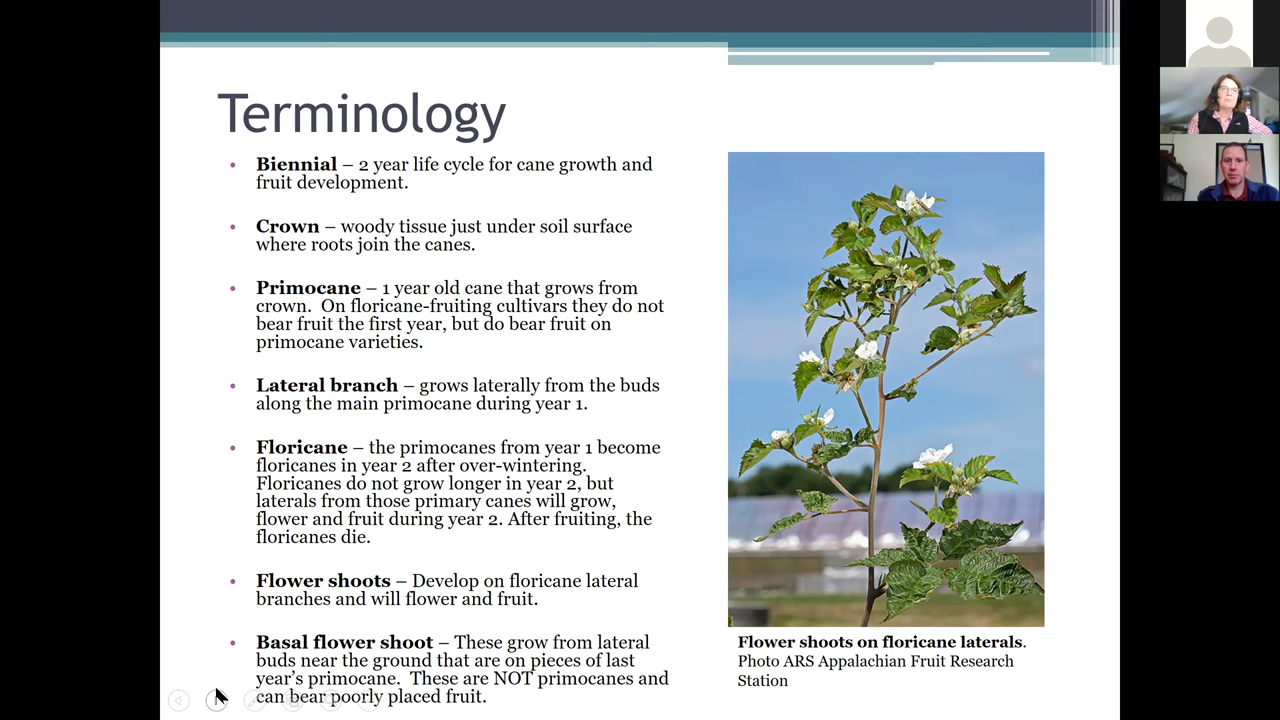 Terminology
• Biennial – 2 year life cycle for cane growth and
fruit development.
• Crown – woody tissue just under soil surface
where roots join the canes.
• Primocane – 1 year old cane that grows from
crown.  On floricane-fruiting cultivars they do not
bear fruit the first year, but do bear fruit on
primocane varieties.
• Lateral branch – grows laterally from the buds
along the main primocane during year 1.
• Floricane – the primocanes from year 1 become
floricanes in year 2 after over-wintering.
Floricanes do not grow longer in year 2, but
laterals from those primary canes will grow,
flower and fruit during year 2. After fruiting, the
floricanes die.
• Flower shoots – Develop on floricane lateral
branches and will flower and fruit.
• Basal flower shoot – These grow from lateral
buds near the ground that are on pieces of last
year’s primocane.  These are NOT primocanes and
can bear poorly placed fruit.
Flower shoots on floricane laterals.
Photo ARS Appalachian Fruit Research
Station